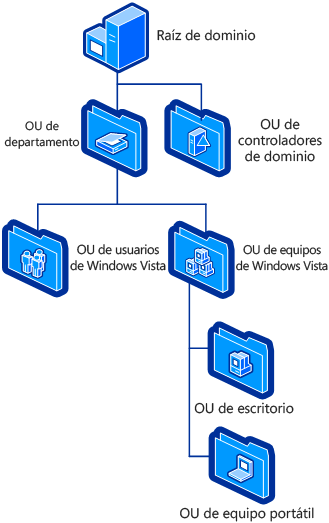 Raíz de dominio
OU de
departamento
OU de
controladores
de dominio
OU de usuarios
de Windows Vista
OU de equipos
de Windows Vista
OU de escritorio
OU de equipo portátil